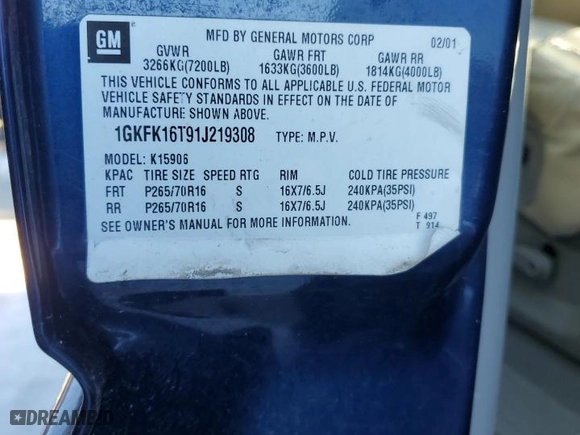 GM
MFD BY GENERAL MOTORS CORP 02/01
GVWR GAWR FRT GAWR RR
3266KG(7200LB) 1633KG(3600LB) 1814KG(4000LB)
THIS VEHICLE CONFORMS TO ALL APPLICABLE U.S. FEDERAL MOTOR
VEHICLE SAFETY STANDARDS IN EFFECT ON THE DATE OF
MANUFACTURE SHOWN ABOVE.
1GKFK16T91J219308 TYPE: M.P.V.
MODEL: K15906
KPAC TIRE SIZE SPEED RTG RIM COLD TIRE PRESSURE
FRT P265/70R16 S 16X7/6.5J 240KPA(35PSI)
RR P265/70R16 S 16X7/6.5J 240KPA(35PSI)
SEE OWNER'S MANUAL FOR MORE INFORMATION.
F 497
T 914
DREAMBID.COM